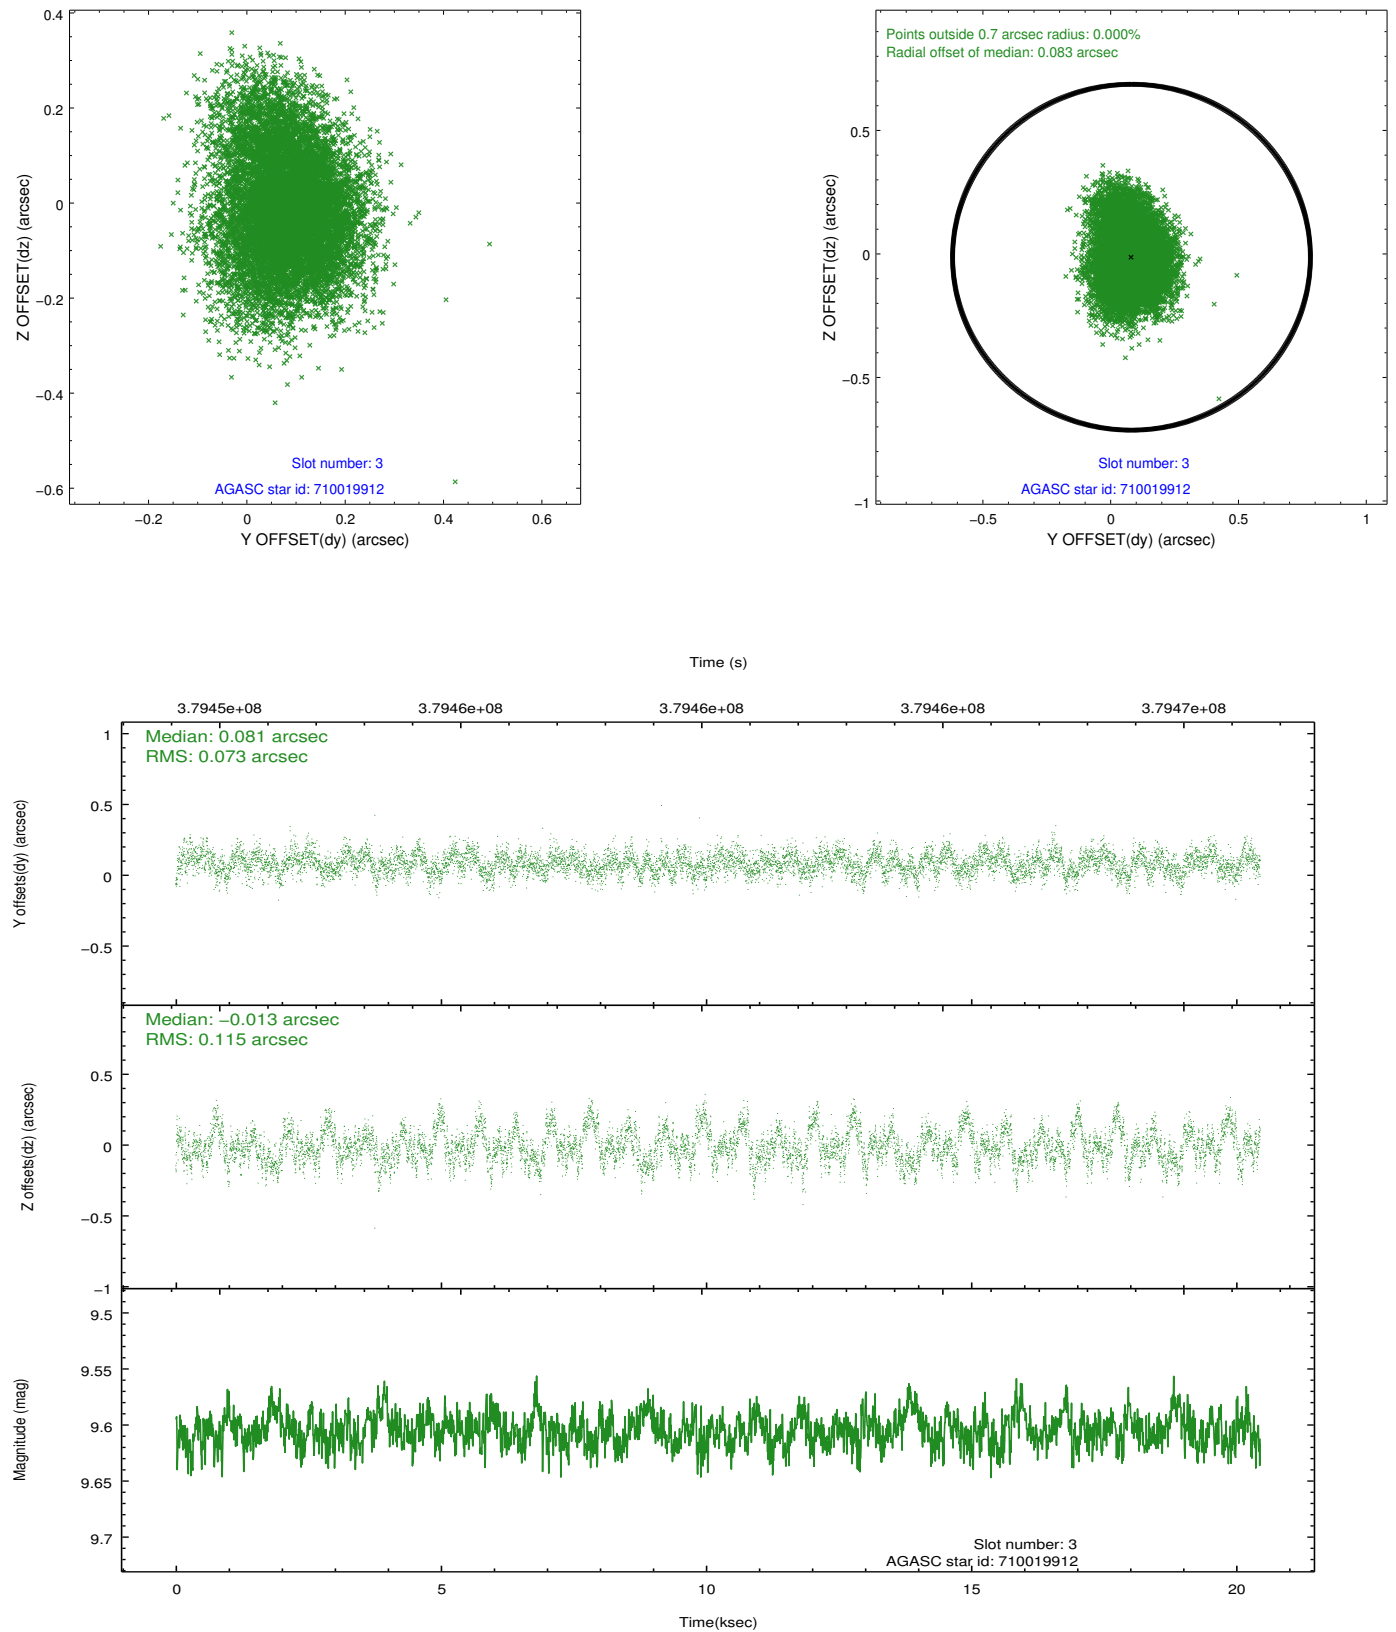 0.4
0.2
0
−0.2
−0.4
−0.6
Z OFFSET(dz) (arcsec)
Slot number: 3
AGASC star id: 710019912
−0.2
0
0.2
0.4
0.6
Y OFFSET(dy) (arcsec)
Points outside 0.7 arcsec radius: 0.000%
Radial offset of median: 0.083 arcsec
0.5
0
−0.5
−1
Z OFFSET(dz) (arcsec)
Slot number: 3
AGASC star id: 710019912
−0.5
0
0.5
1
Y OFFSET(dy) (arcsec)
Time (s)
3.7945e+08
3.7946e+08
3.7946e+08
3.7946e+08
3.7947e+08
Median: 0.081 arcsec
RMS: 0.073 arcsec
1
0.5
0
−0.5
Y offsets(dy) (arcsec)
Median: −0.013 arcsec
RMS: 0.115 arcsec
0.5
0
−0.5
−1
Z offsets(dz) (arcsec)
9.5
9.55
9.6
9.65
9.7
Magnitude (mag)
Slot number: 3
AGASC star id: 710019912
0
5
10
15
20
Time(ksec)